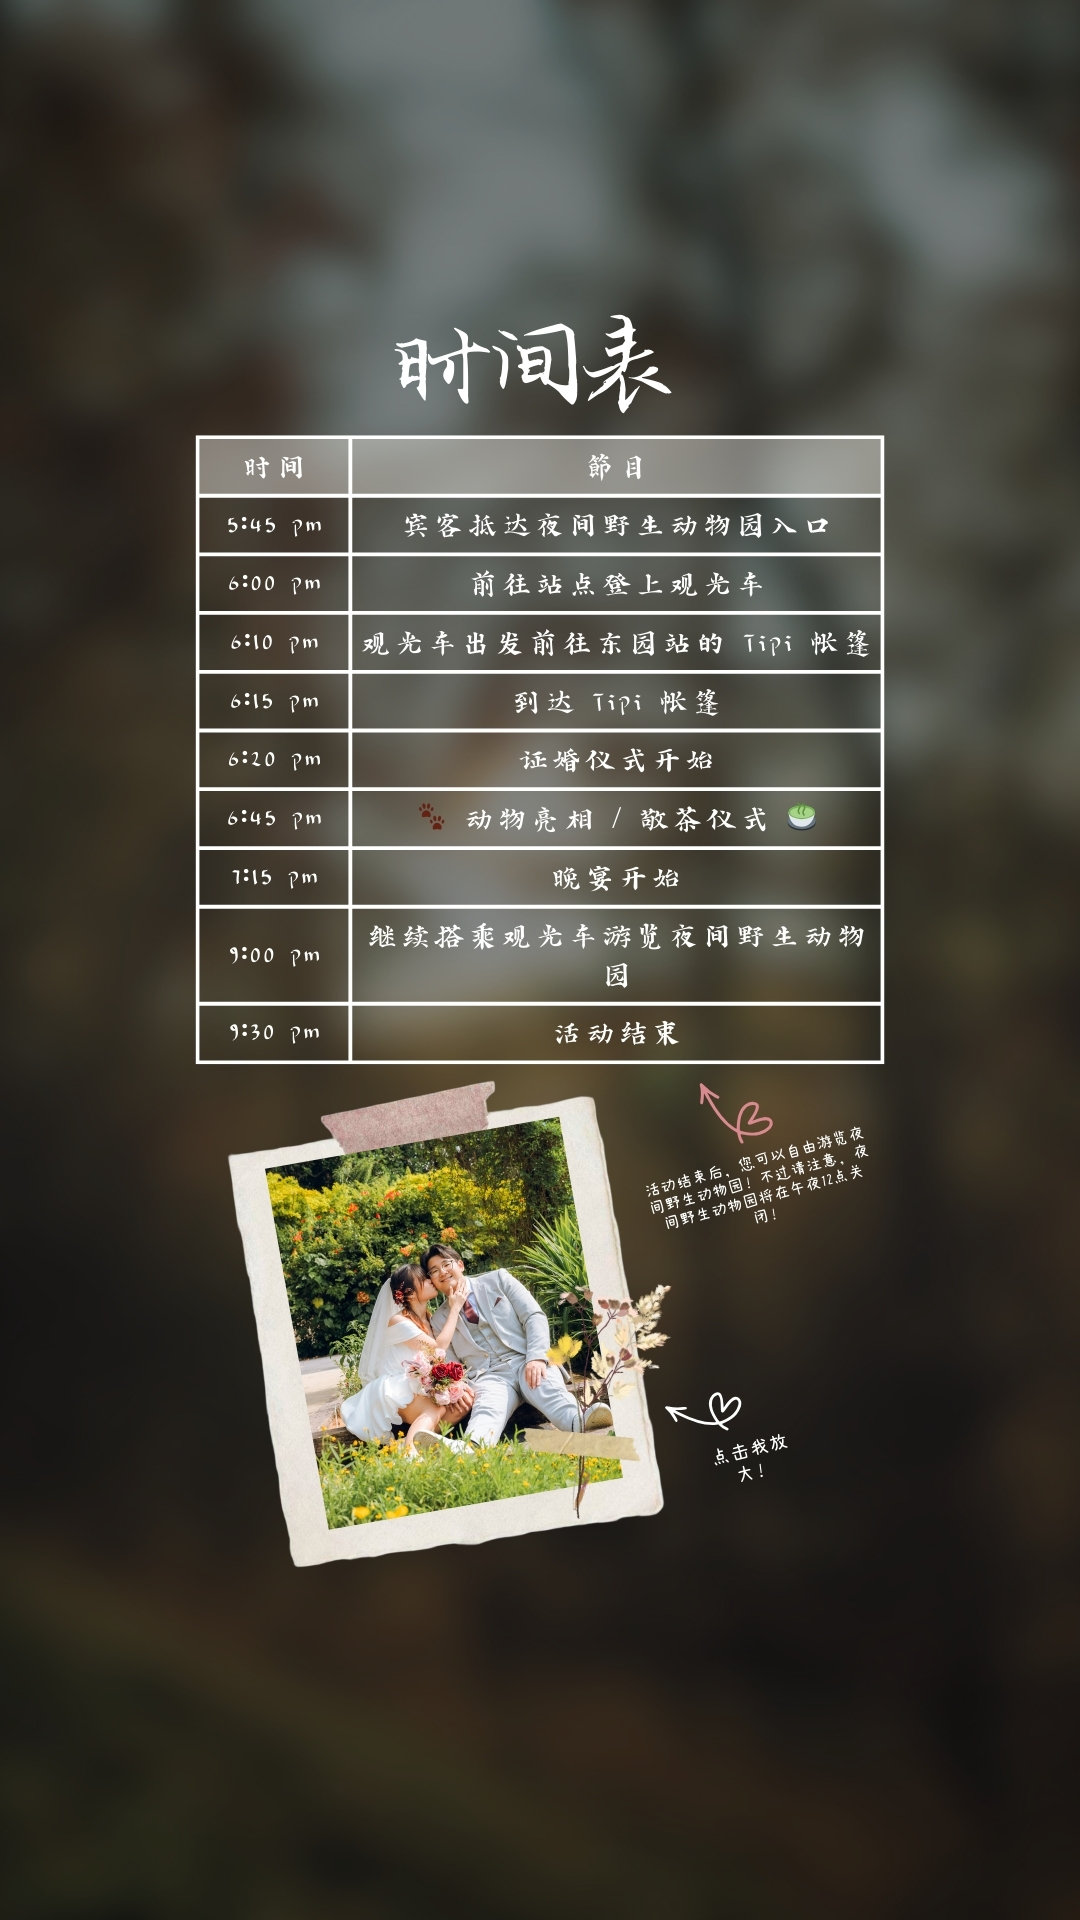 时间表
时间 節目
5:45 pm 宾客抵达夜间野生动物园入口
6:00 pm 前往站点登上观光车
6:10 pm 观光车出发前往东园站的 Tipi 帐篷
6:15 pm 到达 Tipi 帐篷
6:20 pm 证婚仪式开始
6:45 pm 🐾 动物亮相 / 敬茶仪式 🍵
7:15 pm 晚宴开始
9:00 pm 继续搭乘观光车游览夜间野生动物
园
9:30 pm 活动结束
活动结束后，您可以自由游览夜
间野生动物园！不过请注意，夜
间野生动物园将在午夜12点关
闭！
点击我放
大！